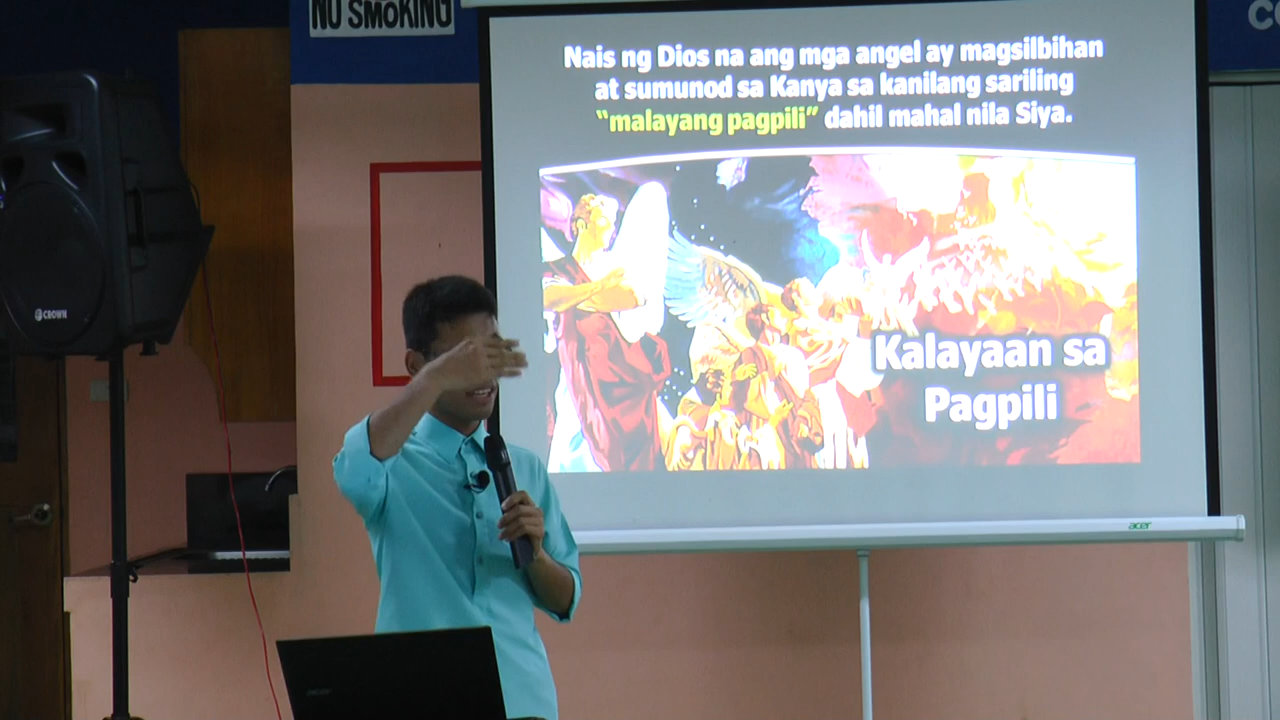 NO SMOKING
Nais ng Dios na ang mga angel ay magsilbihan
at sumunod sa Kanya sa kanilang sariling
“malayang pagpili” dahil mahal nila Siya.
Kalayaan sa
Pagpili
CROWN
acer
acer